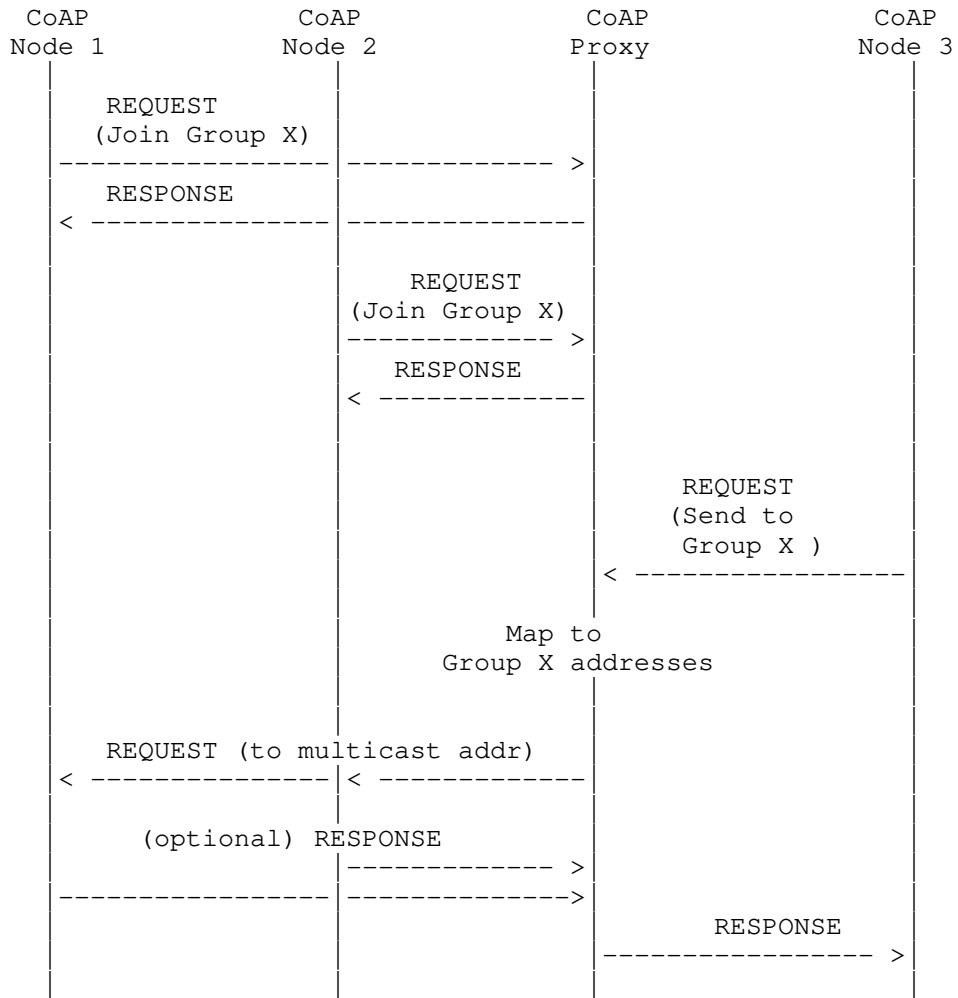 CoAP CoAP CoAP CoAP
Node 1 Node 2 Proxy Node 3
REQUEST
(Join Group X)
RESPONSE
REQUEST
(Join Group X)
RESPONSE
REQUEST
(Send to
Group X )
Map to
Group X addresses
REQUEST (to multicast addr)
(optional) RESPONSE
RESPONSE